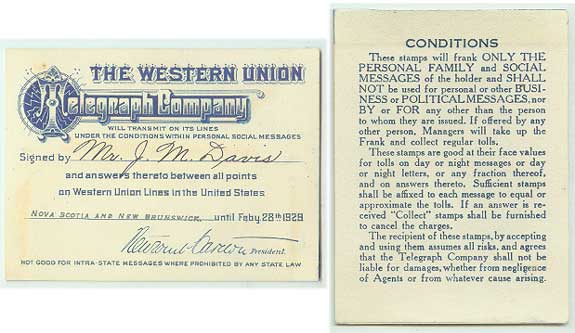 THE WESTERN UNION
Telegraph Company
WILL TRANSMIT ON ITS LINES
UNDER THE CONDITIONS WITHIN PERSONAL SOCIAL MESSAGES
Signed by Mr. J. M. Davis
and answers thereto between all points
on Western Union Lines in the United States
NOVA SCOTIA AND NEW BRUNSWICK, until Feby. 28th 1929
Newcomb Carlton President.
NOT GOOD FOR INTRA-STATE MESSAGES WHERE PROHIBITED BY ANY STATE LAW
CONDITIONS
These stamps will frank ONLY THE
PERSONAL FAMILY and SOCIAL
MESSAGES of the holder and SHALL
NOT be used for personal or other BUSI-
NESS or POLITICAL MESSAGES, nor
BY or FOR any other than the person
to whom they are issued. If offered by
any other person, Managers will take up the
Frank and collect regular tolls.
These stamps are good at their face values
for tolls on day or night messages or day
or night letters, or any fraction thereof,
and on answers thereto. Sufficient stamps
shall be affixed to each message to equal or
approximate the tolls. If an answer is re-
ceived "Collect" stamps shall be furnished
to cancel the charges.
The recipient of these stamps, by accepting
and using them assumes all risks, and agrees
that the Telegraph Company shall not be
liable for damages, whether from negligence
of Agents or from whatever cause arising.